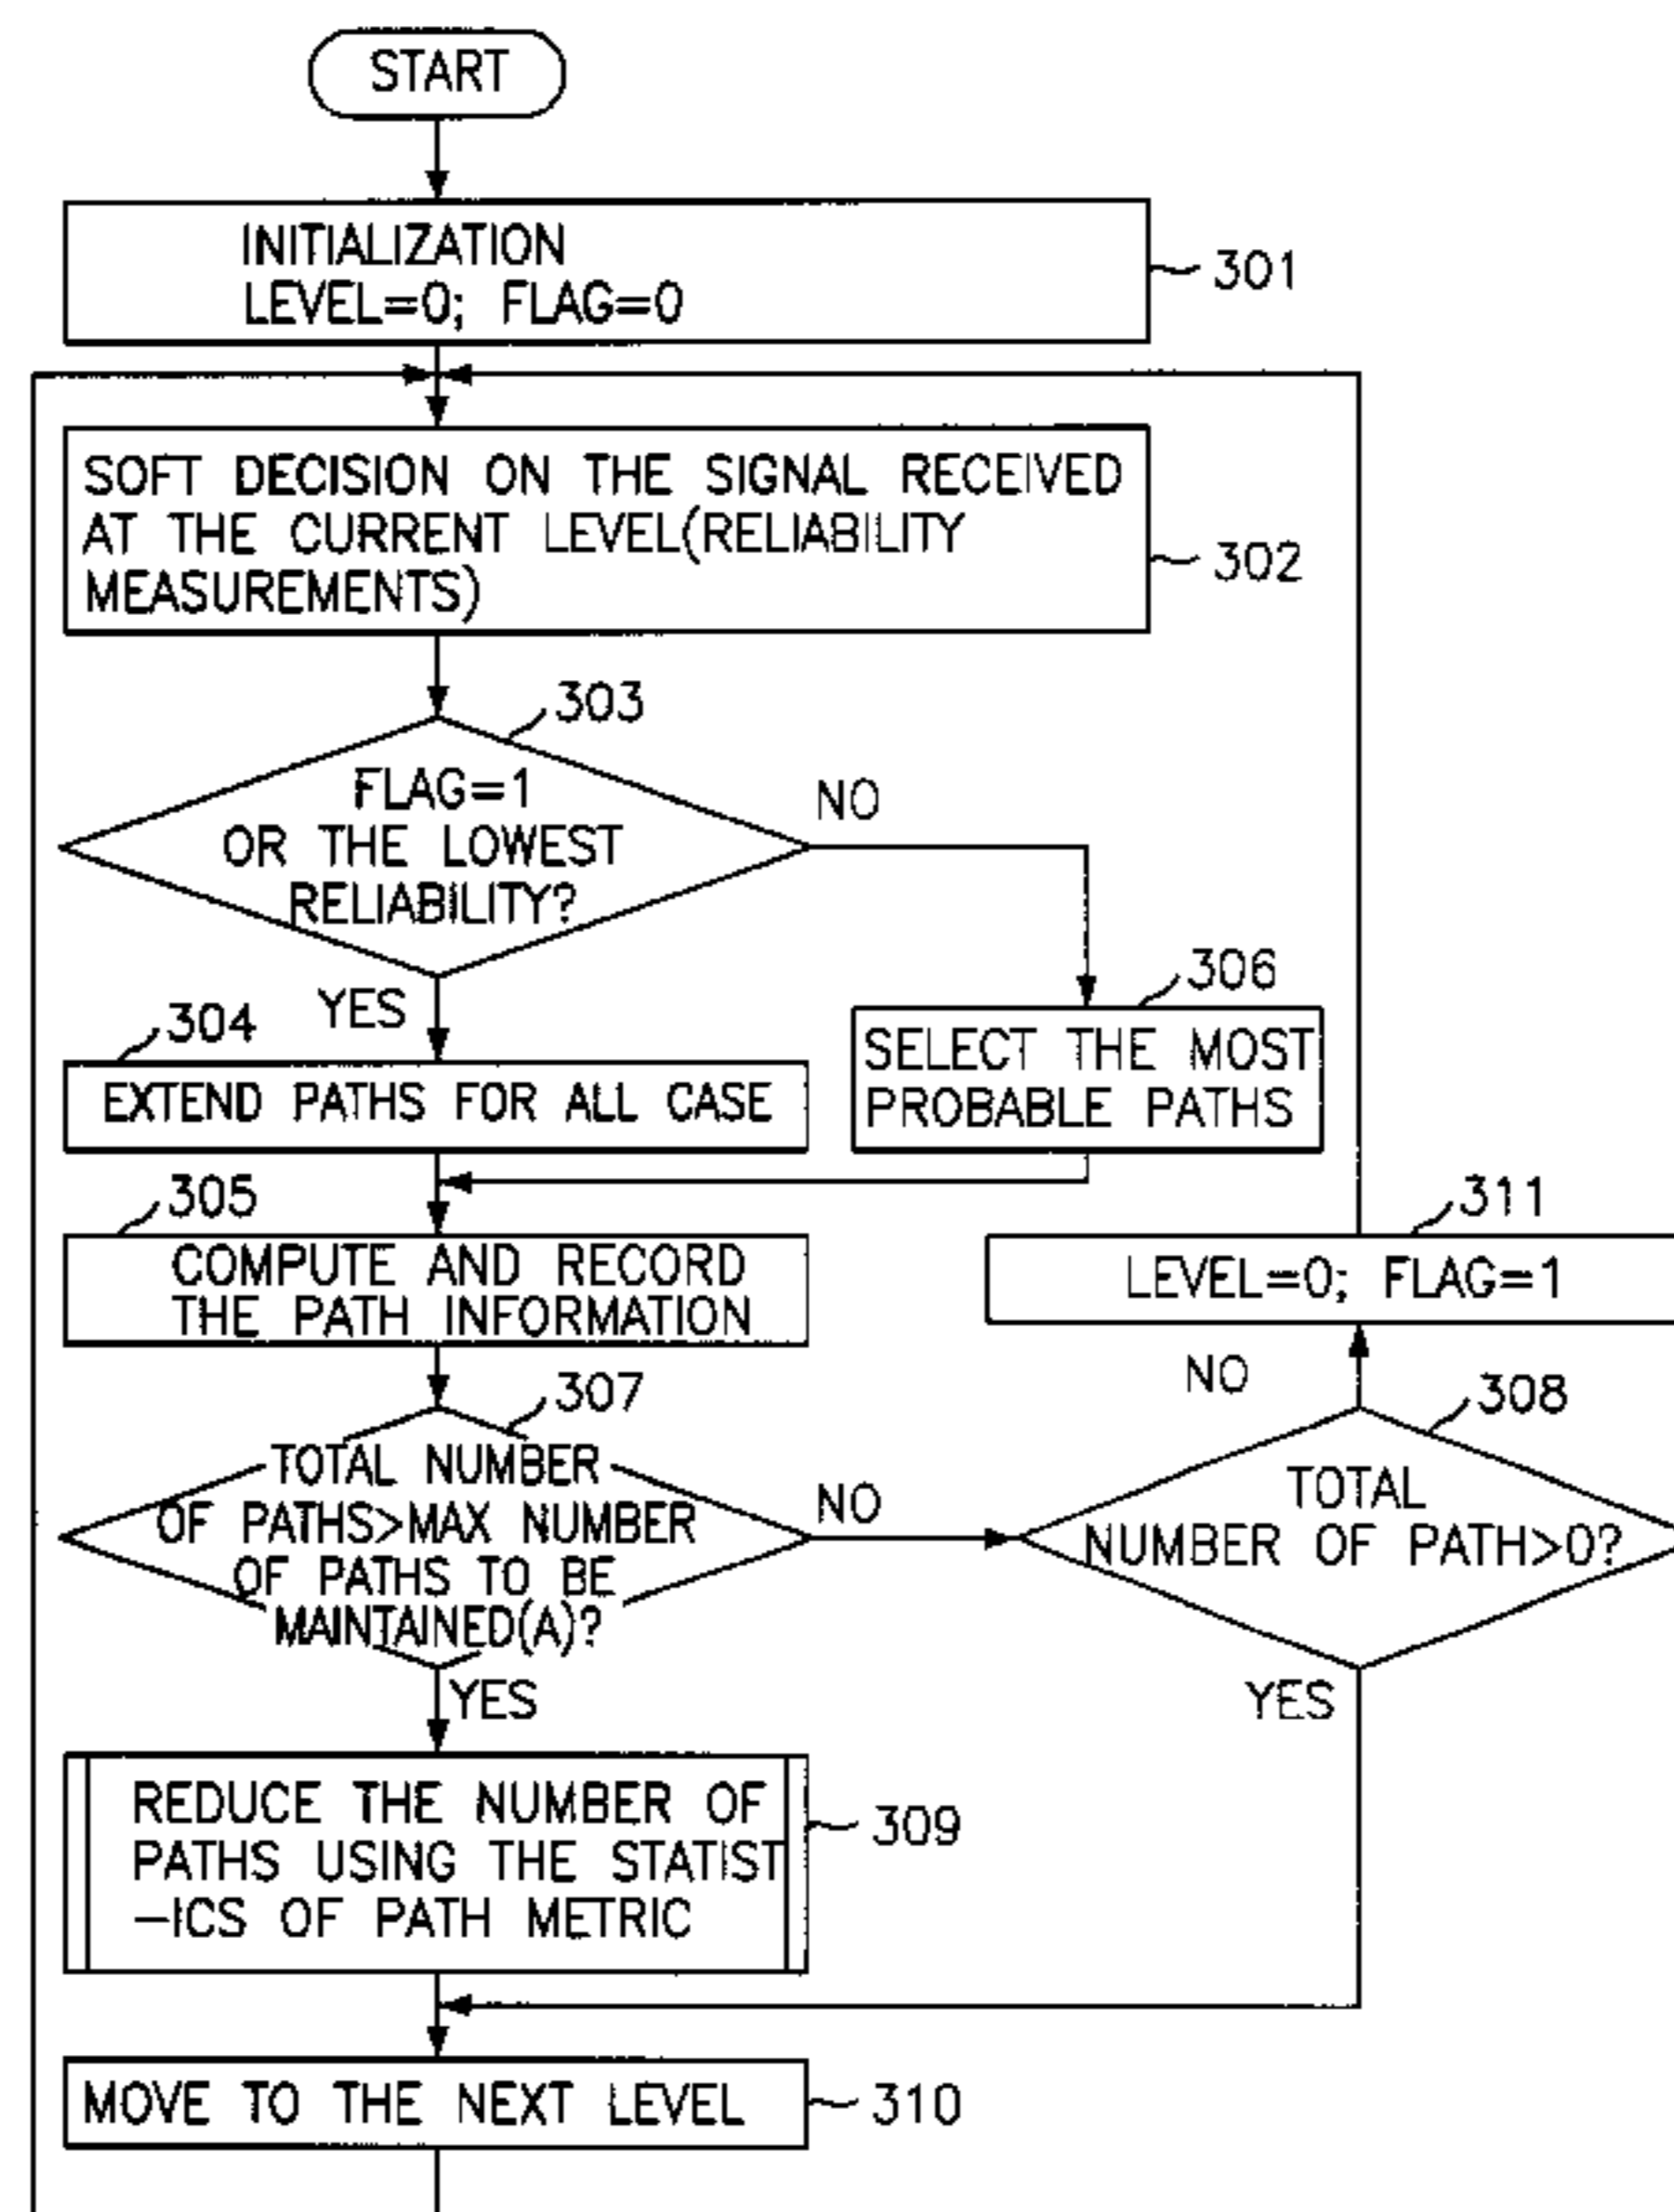 START
INITIALIZATION
LEVEL=0; FLAG=0
301
SOFT DECISION ON THE SIGNAL RECEIVED
AT THE CURRENT LEVEL(RELIABILITY
MEASUREMENTS)
302
303
FLAG=1
OR THE LOWEST
RELIABILITY?
NO
YES
304
EXTEND PATHS FOR ALL CASE
306
SELECT THE MOST
PROBABLE PATHS
305
COMPUTE AND RECORD
THE PATH INFORMATION
311
LEVEL=0; FLAG=1
307
TOTAL NUMBER
OF PATHS>MAX NUMBER
OF PATHS TO BE
MAINTAINED(A)?
NO
YES
NO
308
TOTAL
NUMBER OF PATH>0?
YES
REDUCE THE NUMBER OF
PATHS USING THE STATIST
-ICS OF PATH METRIC
309
MOVE TO THE NEXT LEVEL
310